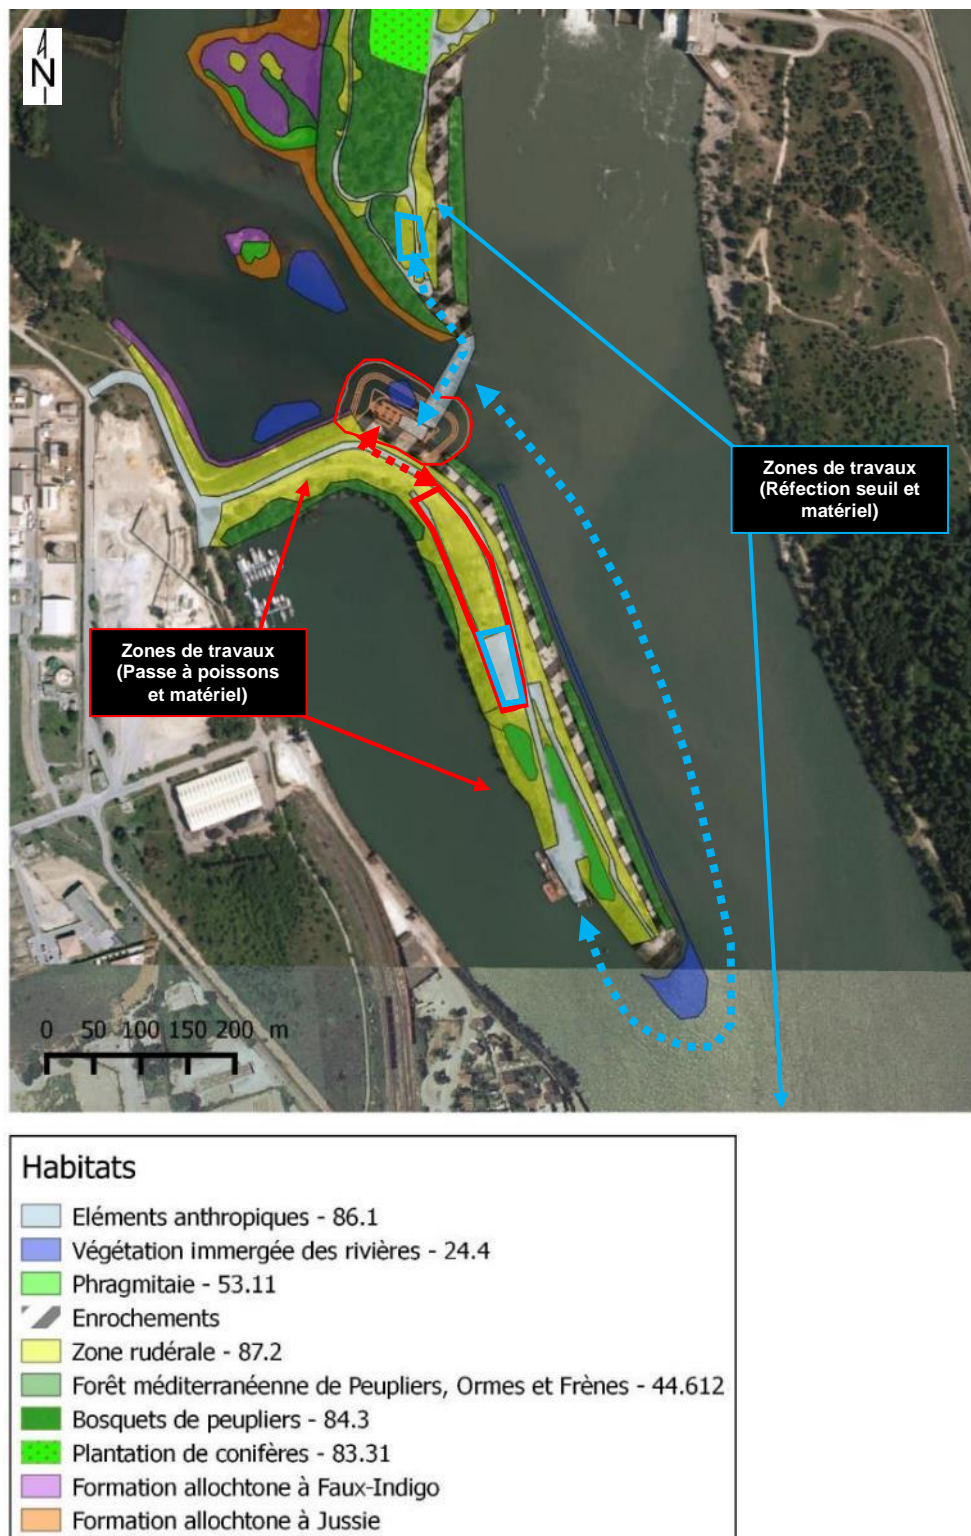 N
Zones de travaux
(Réfection seuil et
matériel)
Zones de travaux
(Passe à poissons
et matériel)
0 50 100 150 200 m
Habitats
Eléments anthropiques - 86.1
Végétation immergée des rivières - 24.4
Phragmitaie - 53.11
Enrochements
Zone rudérale - 87.2
Forêt méditerranéenne de Peupliers, Ormes et Frênes - 44.612
Bosquets de peupliers - 84.3
Plantation de conifères - 83.31
Formation allochtone à Faux-Indigo
Formation allochtone à Jussie